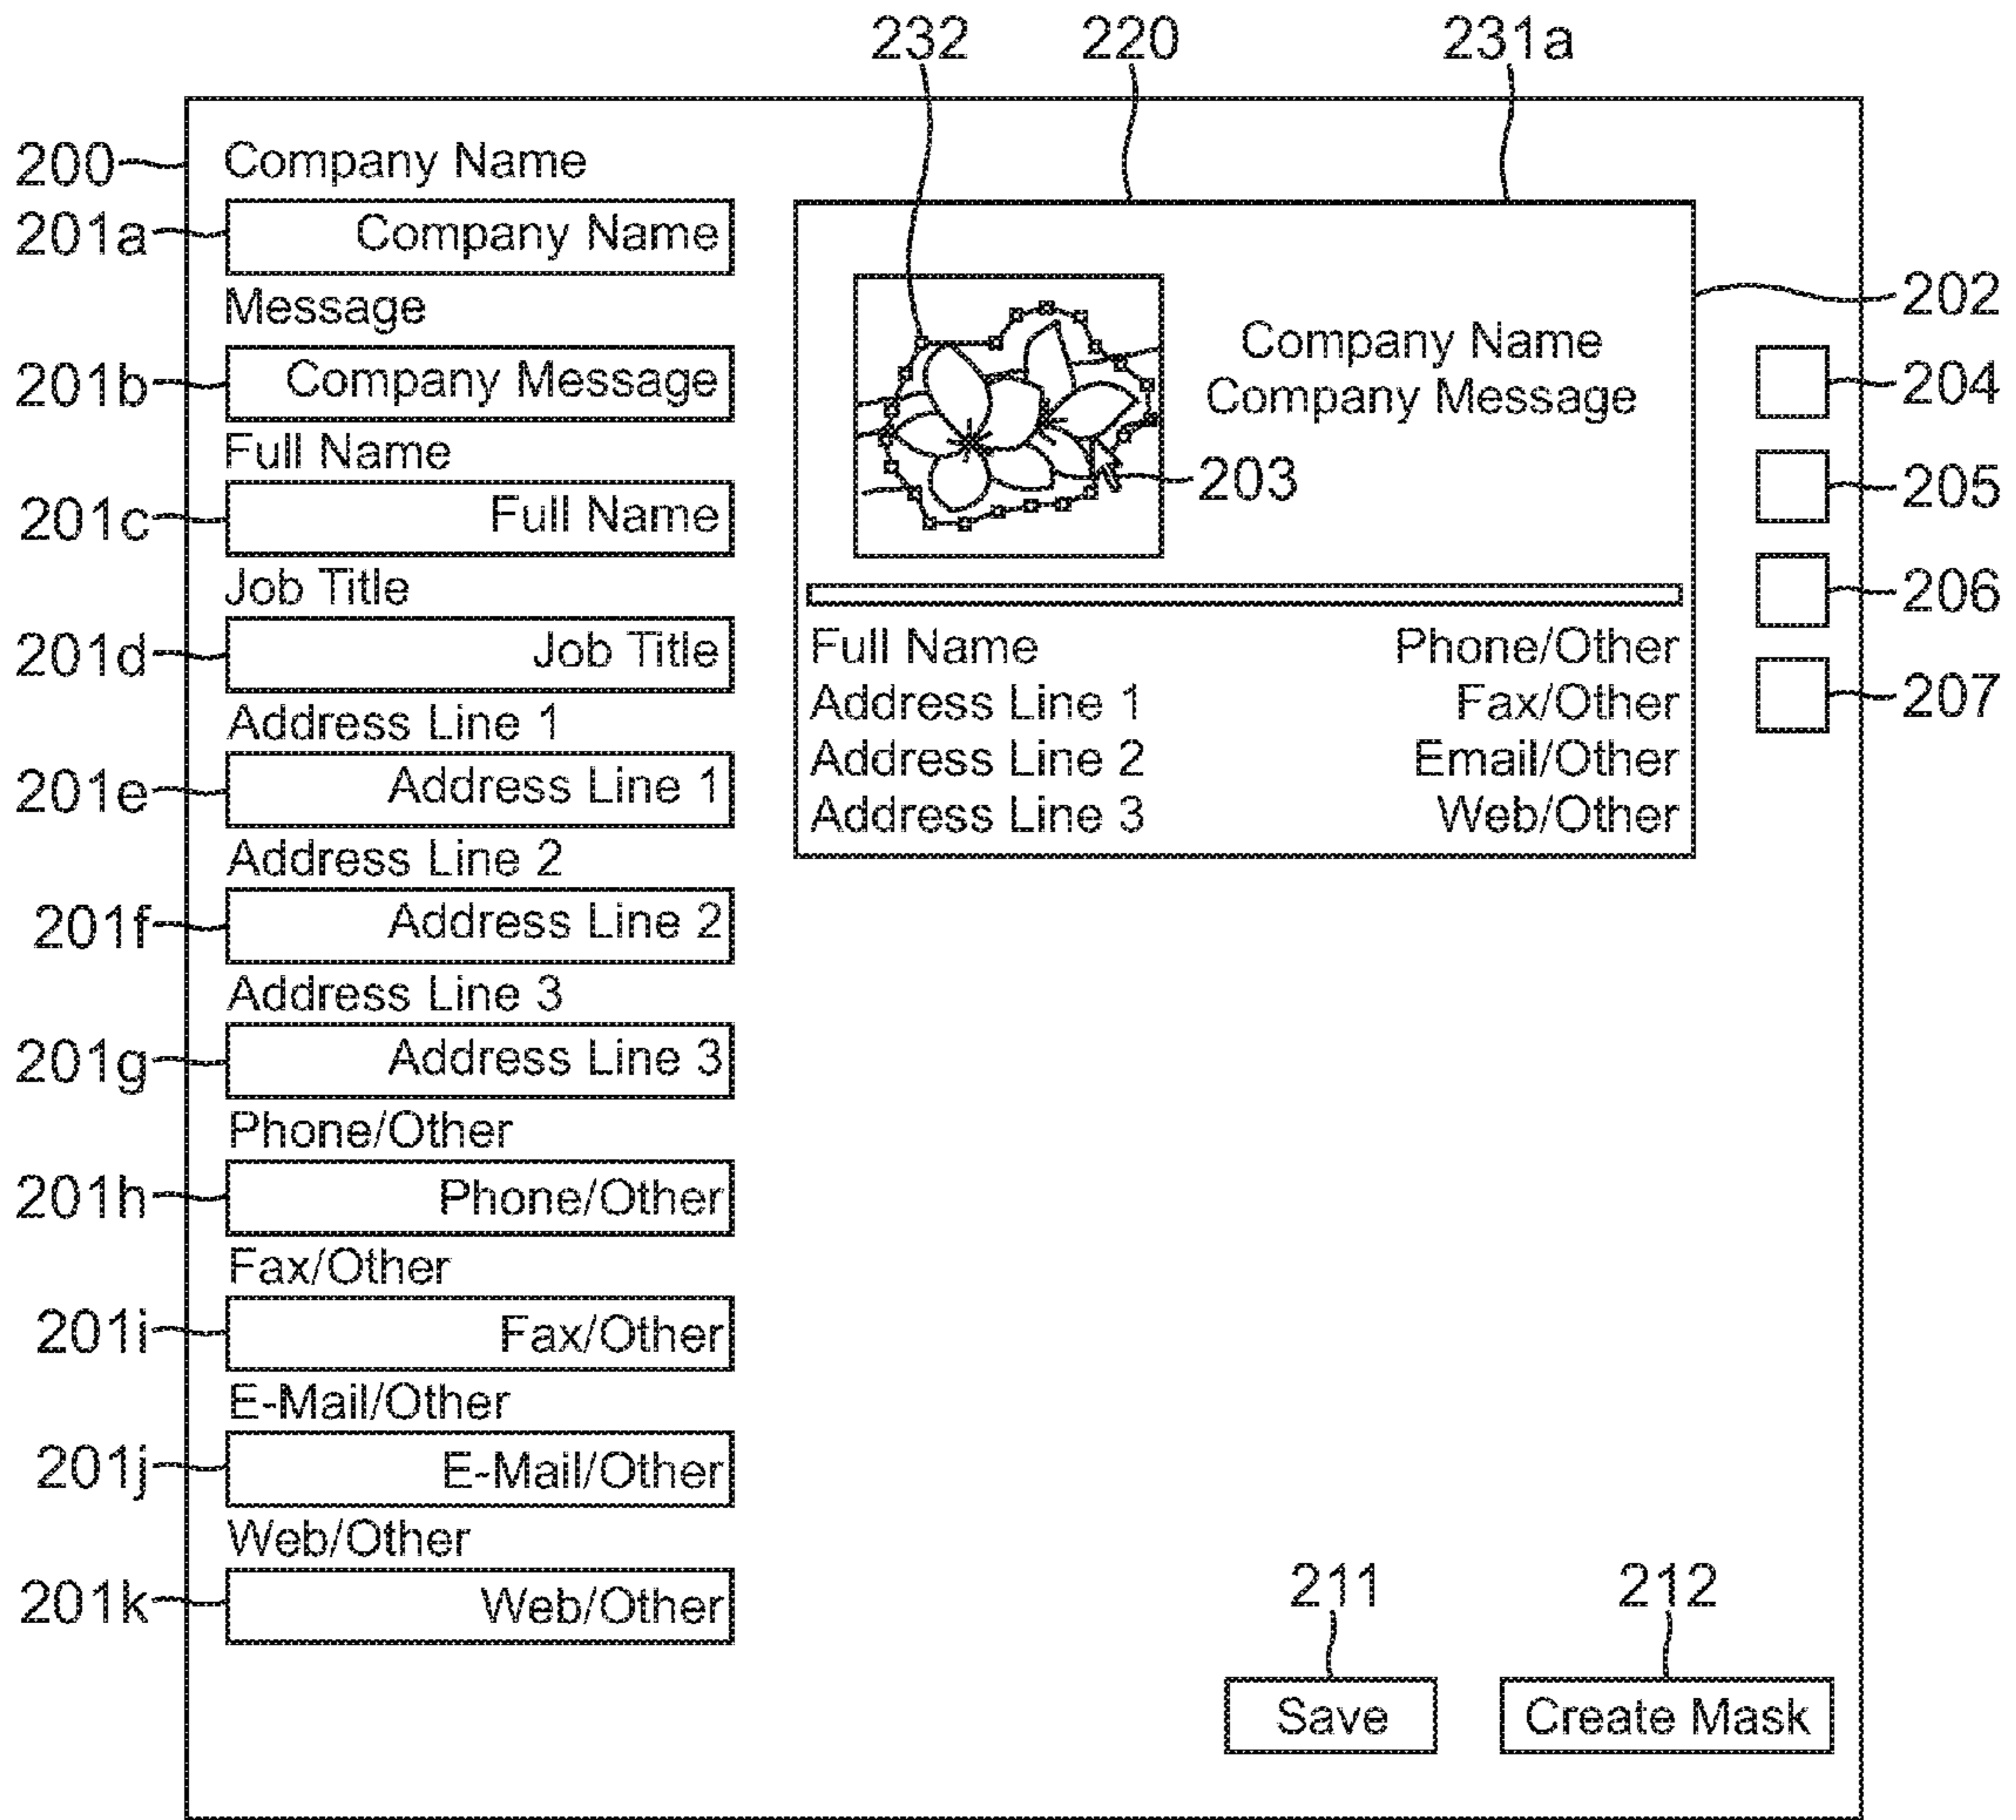 232 220 231a
200 Company Name
201a Company Name
Message
201b Company Message
Full Name
201c Full Name
Job Title
201d Job Title
Address Line 1
201e Address Line 1
Address Line 2
201f Address Line 2
Address Line 3
201g Address Line 3
Phone/Other
201h Phone/Other
Fax/Other
201i Fax/Other
E-Mail/Other
201j E-Mail/Other
Web/Other
201k Web/Other
Company Name
Company Message
203
Full Name Phone/Other
Address Line 1 Fax/Other
Address Line 2 Email/Other
Address Line 3 Web/Other
202
204
205
206
207
211 212
Save Create Mask